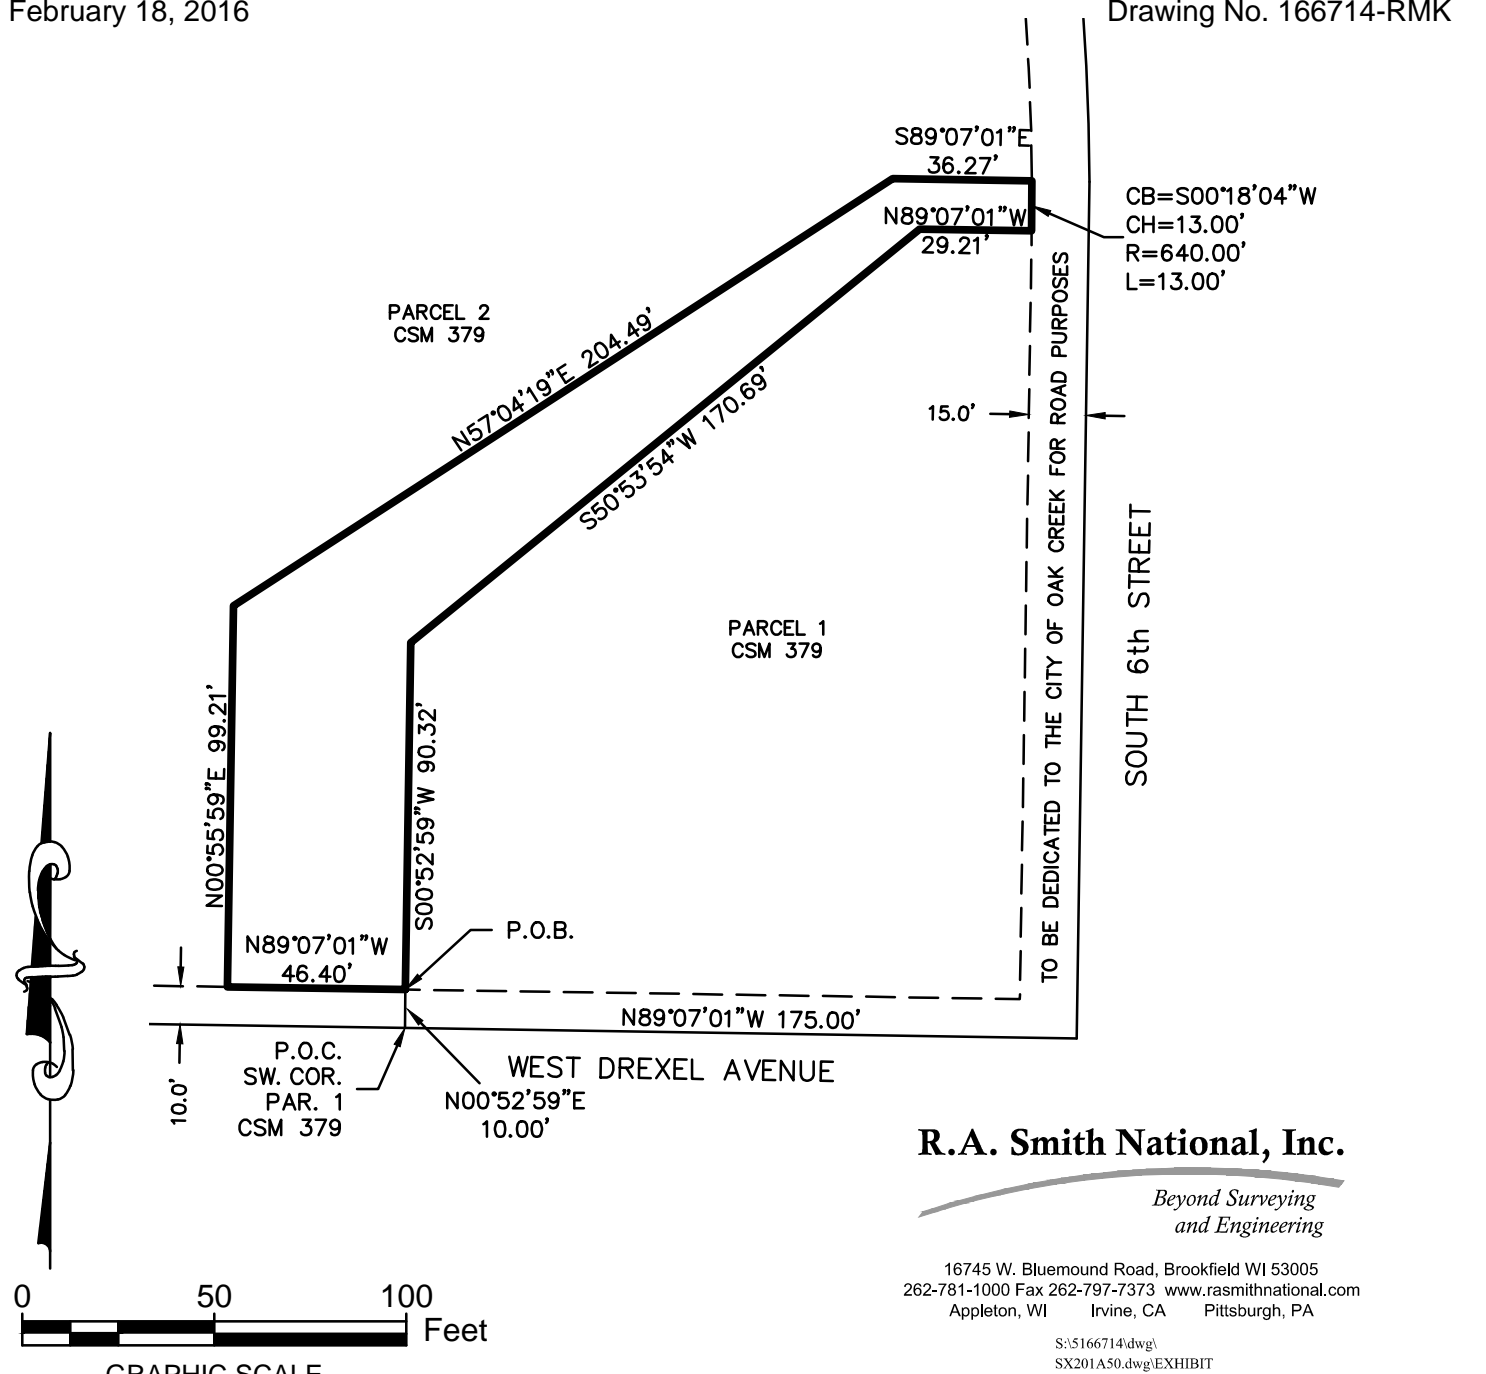 February 18, 2016
Drawing No. 166714-RMK
S89°07'01"E
36.27'
CB=S00°18'04"W
CH=13.00'
R=640.00'
L=13.00'
N89°07'01"W
29.21'
PARCEL 2
CSM 379
N57°04'19"E 204.49'
S50°53'54"W 170.69'
15.0'
TO BE DEDICATED TO THE CITY OF OAK CREEK FOR ROAD PURPOSES
SOUTH 6th STREET
PARCEL 1
CSM 379
N00°55'59"E 99.21'
S00°52'59"W 90.32'
N89°07'01"W
46.40'
P.O.B.
N89°07'01"W 175.00'
10.0'
P.O.C.
SW. COR.
PAR. 1
CSM 379
WEST DREXEL AVENUE
N00°52'59"E
10.00'
R.A. Smith National, Inc.
Beyond Surveying
and Engineering
16745 W. Bluemound Road, Brookfield WI 53005
262-781-1000 Fax 262-797-7373 www.rasmithnational.com
Appleton, WI Irvine, CA Pittsburgh, PA
S:\5166714\dwg\
SX201A50.dwg\EXHIBIT
0 50 100
Feet
GRAPHIC SCALE